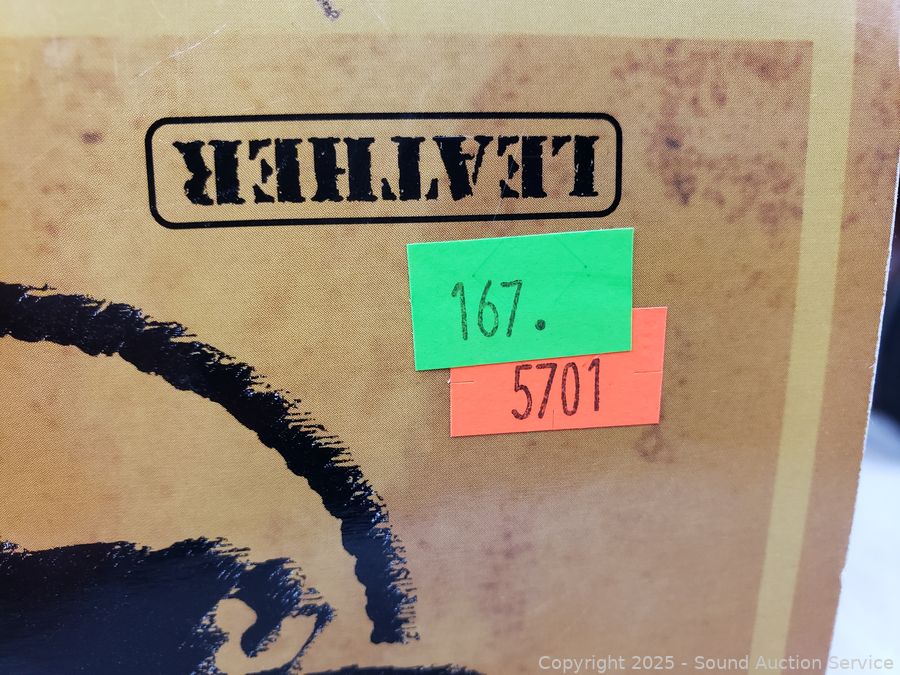 LEATHER
167.
5701
Copyright 2025 - Sound Auction Service